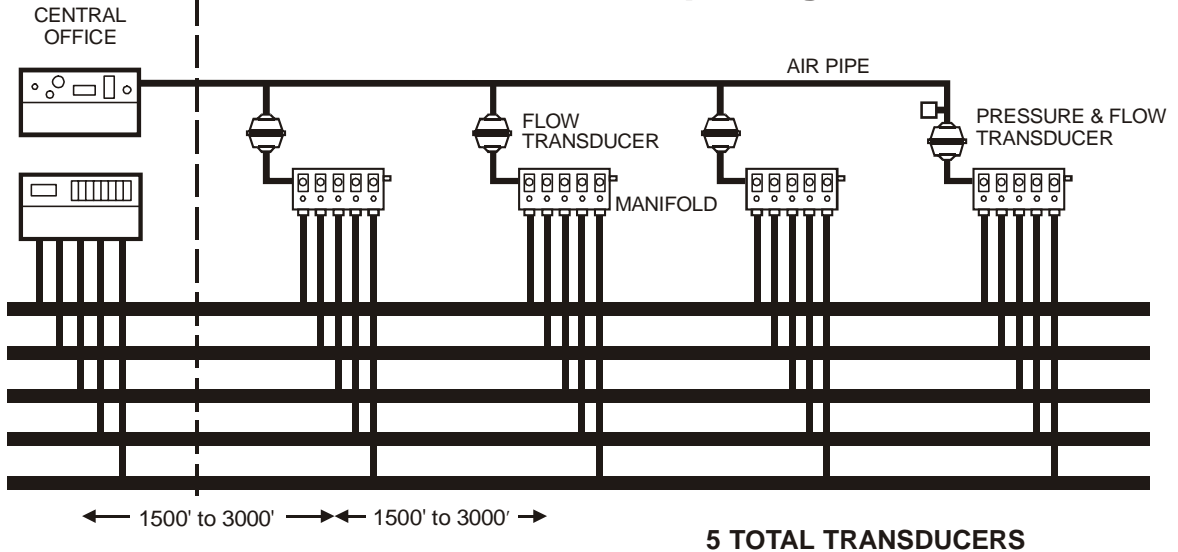 CENTRAL
OFFICE
AIR PIPE
FLOW
TRANSDUCER
PRESSURE & FLOW
TRANSDUCER
MANIFOLD
1500' to 3000'
1500' to 3000'
5 TOTAL TRANSDUCERS